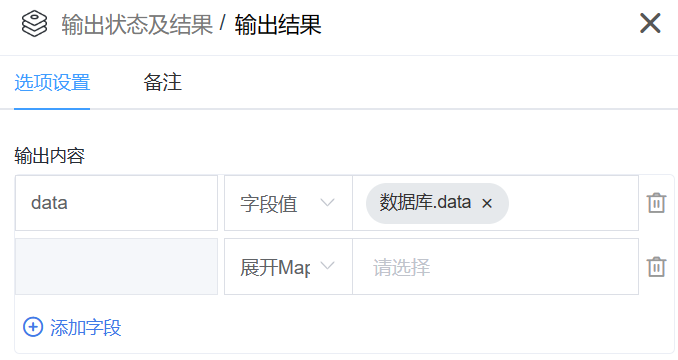 输出状态及结果 / 输出结果
选项设置 备注
输出内容
data 字段值 数据库.data ×
展开Map 请选择
添加字段